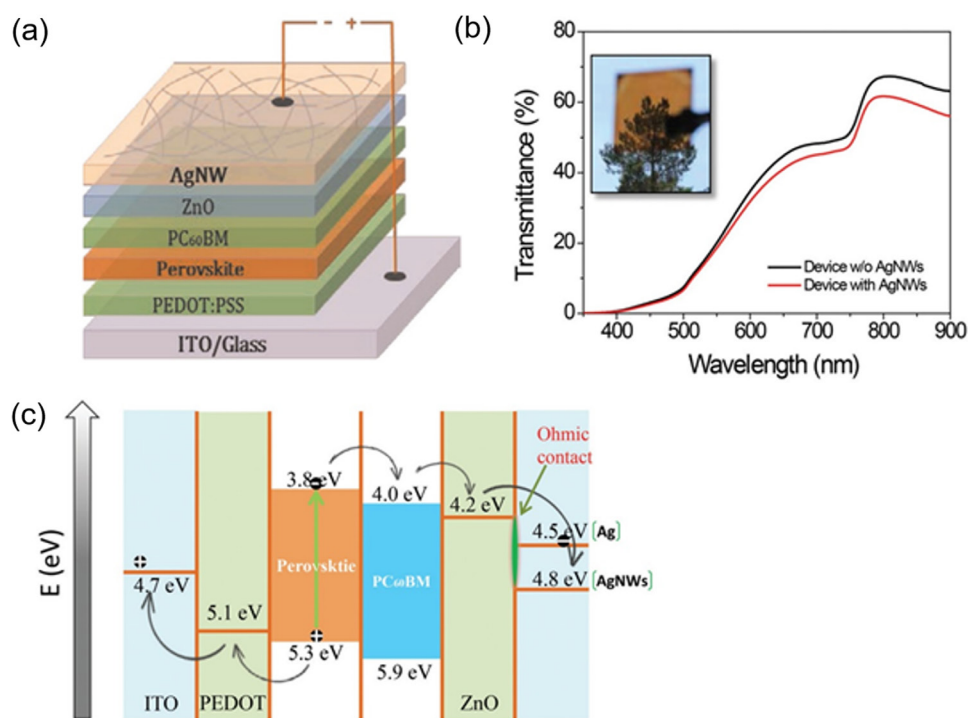 (a)
- +
AgNW
ZnO
PC₆₀BM
Perovskite
PEDOT:PSS
ITO/Glass
(b)
Transmittance (%)
80
60
40
20
0
Device w/o AgNWs
Device with AgNWs
400 500 600 700 800 900
Wavelength (nm)
(c)
E (eV)
Ohmic
contact
3.8 eV
4.0 eV
4.2 eV
4.5 eV (Ag)
4.7 eV
Perovsktie
PC₆₀BM
4.8 eV (AgNWs)
5.1 eV
5.3 eV
5.9 eV
ITO PEDOT ZnO